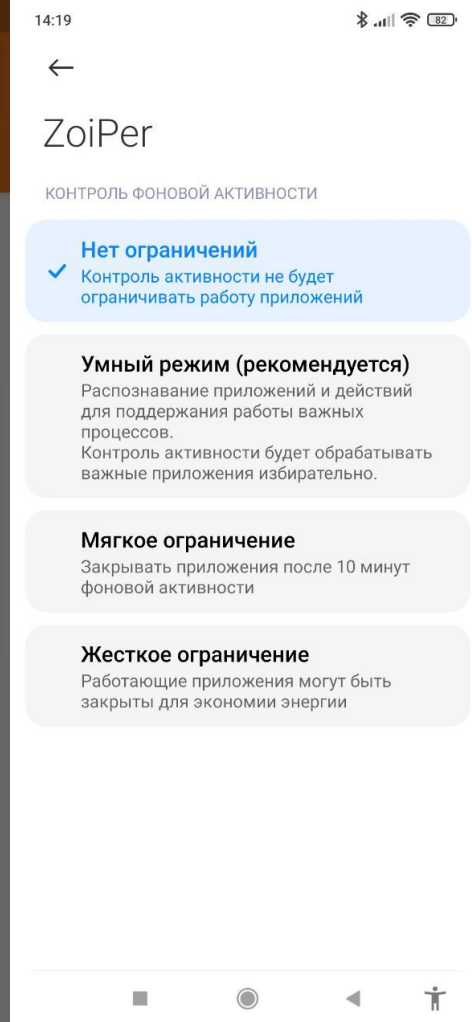 14:19
82
ZoiPer
КОНТРОЛЬ ФОНОВОЙ АКТИВНОСТИ
Нет ограничений
Контроль активности не будет
ограничивать работу приложений
Умный режим (рекомендуется)
Распознавание приложений и действий
для поддержания работы важных
процессов.
Контроль активности будет обрабатывать
важные приложения избирательно.
Мягкое ограничение
Закрывать приложения после 10 минут
фоновой активности
Жесткое ограничение
Работающие приложения могут быть
закрыты для экономии энергии